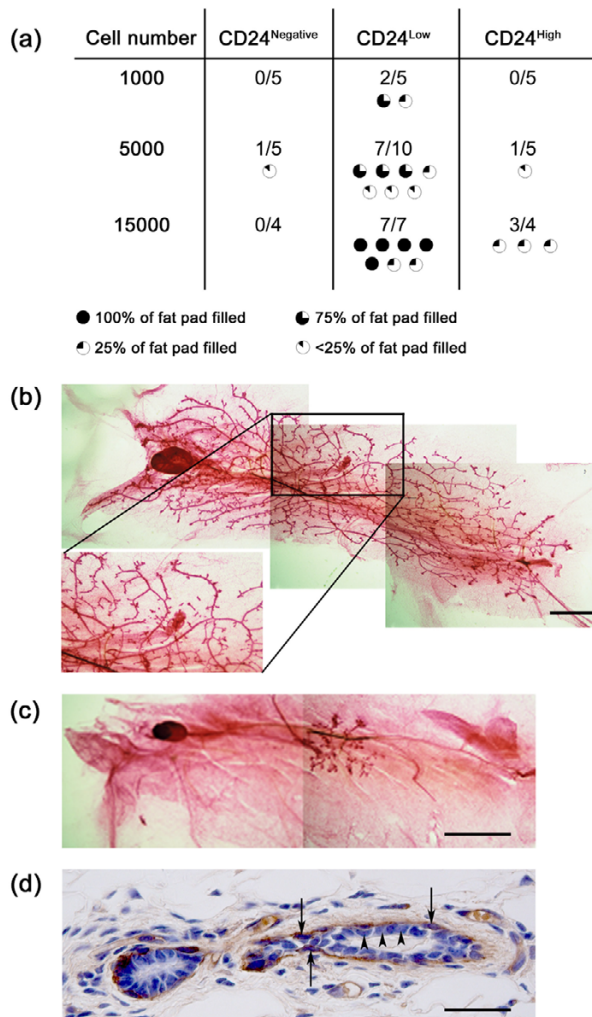 (a)
Cell number CD24Negative CD24Low CD24High
1000 0/5 2/5 0/5
5000 1/5 7/10 1/5
15000 0/4 7/7 3/4
100% of fat pad filled 75% of fat pad filled
25% of fat pad filled <25% of fat pad filled
(b)
(c)
(d)